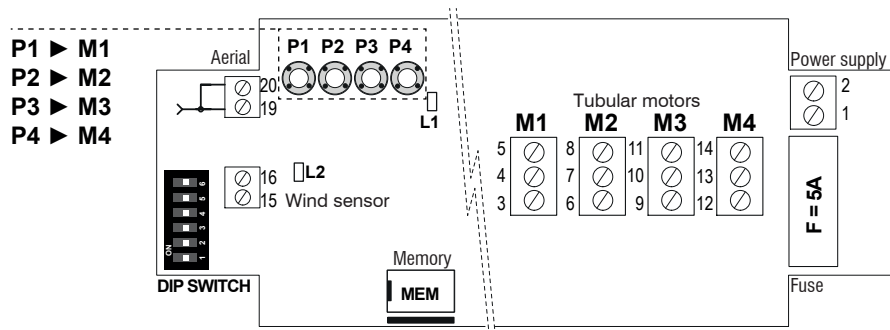 P1 ► M1
P2 ► M2
P3 ► M3
P4 ► M4
Aerial
20
19
P1 P2 P3 P4
L1
16
15
L2
Wind sensor
ON
1 2 3 4 5 6
DIP SWITCH
Memory
MEM
Tubular motors
M1 M2 M3 M4
5 8 11 14
4 7 10 13
3 6 9 12
Power supply
2
1
F = 5A
Fuse